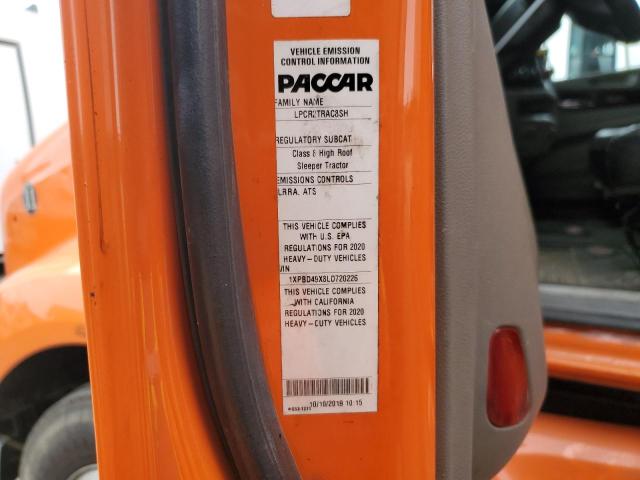 VEHICLE EMISSION
CONTROL INFORMATION
PACCAR
FAMILY NAME
LPCR2TRAC8SH
REGULATORY SUBCAT
Class 8 High Roof
Sleeper Tractor
EMISSIONS CONTROLS
LRRA, ATS
THIS VEHICLE COMPLIES
WITH U.S. EPA
REGULATIONS FOR 2020
HEAVY-DUTY VEHICLES
VIN
1XPBD49X8LD720226
THIS VEHICLE COMPLIES
WITH CALIFORNIA
REGULATIONS FOR 2020
HEAVY-DUTY VEHICLES
10/10/2019 10:15